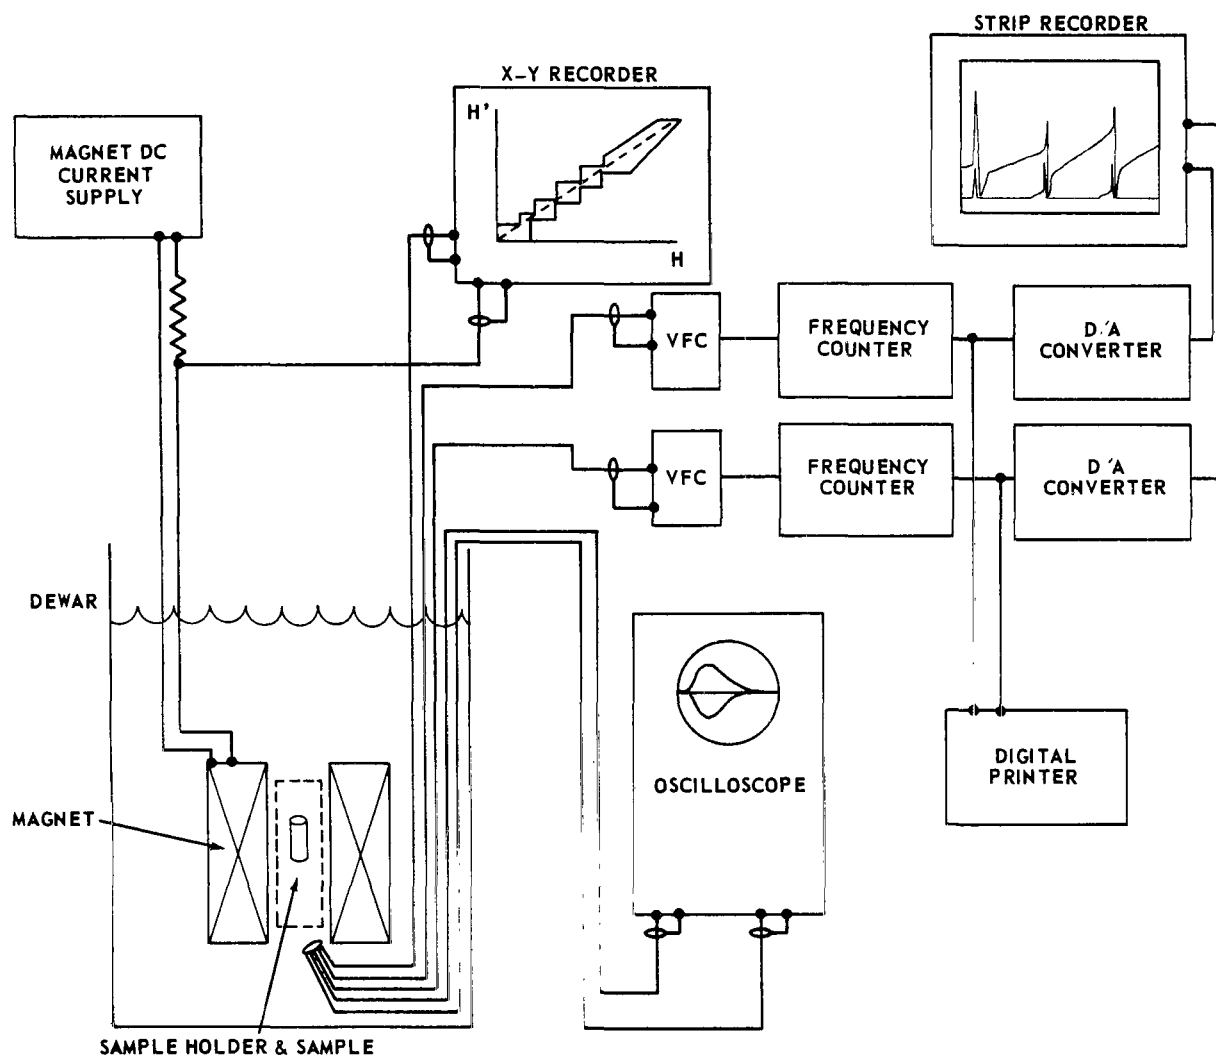 STRIP RECORDER
X-Y RECORDER
H'
H
MAGNET DC
CURRENT
SUPPLY
VFC
FREQUENCY
COUNTER
D/A
CONVERTER
VFC
FREQUENCY
COUNTER
D/A
CONVERTER
DEWAR
OSCILLOSCOPE
DIGITAL
PRINTER
MAGNET
SAMPLE HOLDER & SAMPLE